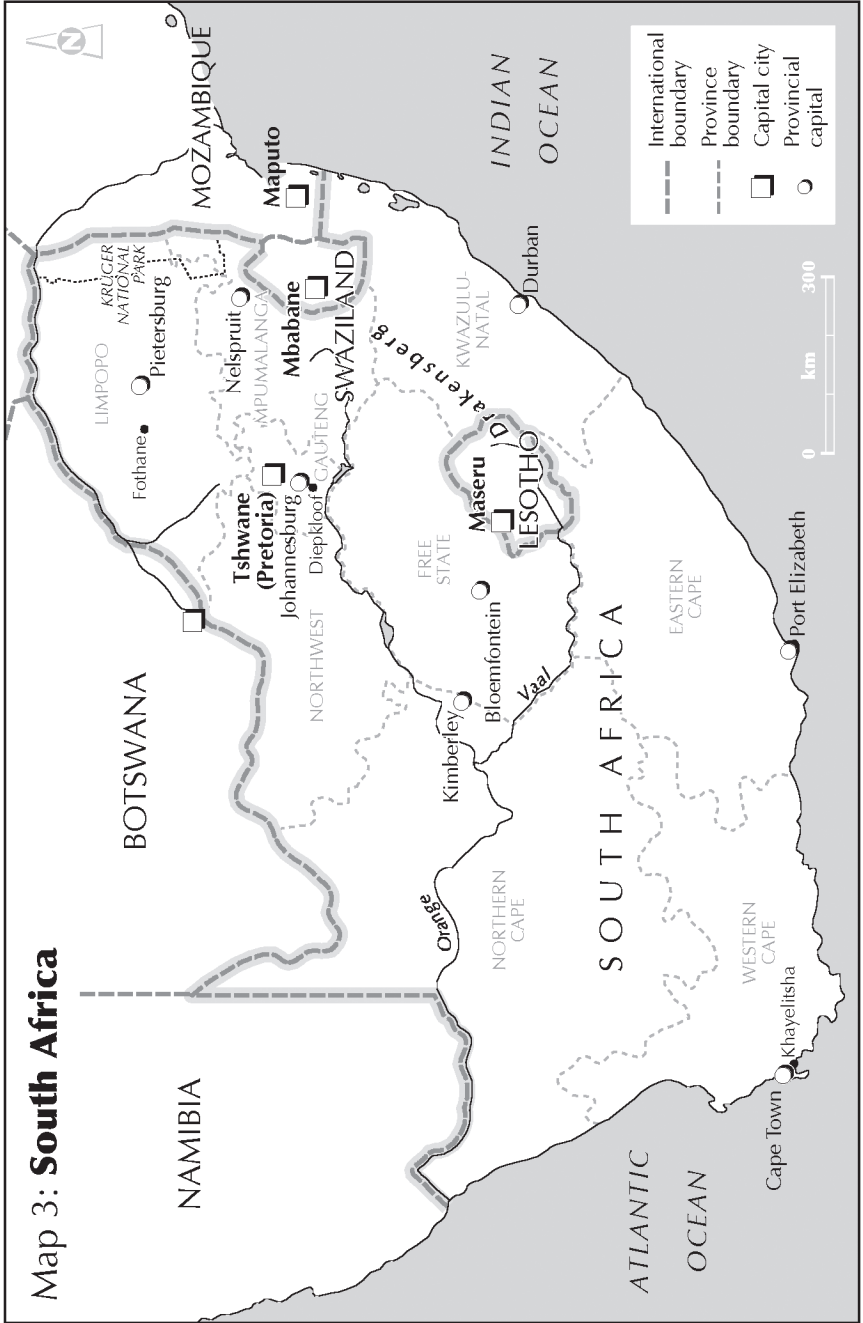 Map 3: South Africa
N
NAMIBIA
BOTSWANA
MOZAMBIQUE
LIMPOPO
KRUGER
NATIONAL
PARK
Fothane
Pietersburg
Nelspruit
MPUMALANGA
Maputo
Mbabane
SWAZILAND
Tshwane
(Pretoria)
Johannesburg
Diepkloof
GAUTENG
NORTHWEST
FREE
STATE
Maseru
LESOTHO
Drakensberg
KWAZULU-
NATAL
Durban
Kimberley
Bloemfontein
Vaal
Orange
NORTHERN
CAPE
SOUTH AFRICA
EASTERN
CAPE
WESTERN
CAPE
Port Elizabeth
Cape Town
Khayelitsha
ATLANTIC
OCEAN
INDIAN
OCEAN
International
boundary
Province
boundary
Capital city
Provincial
capital
0 km 300